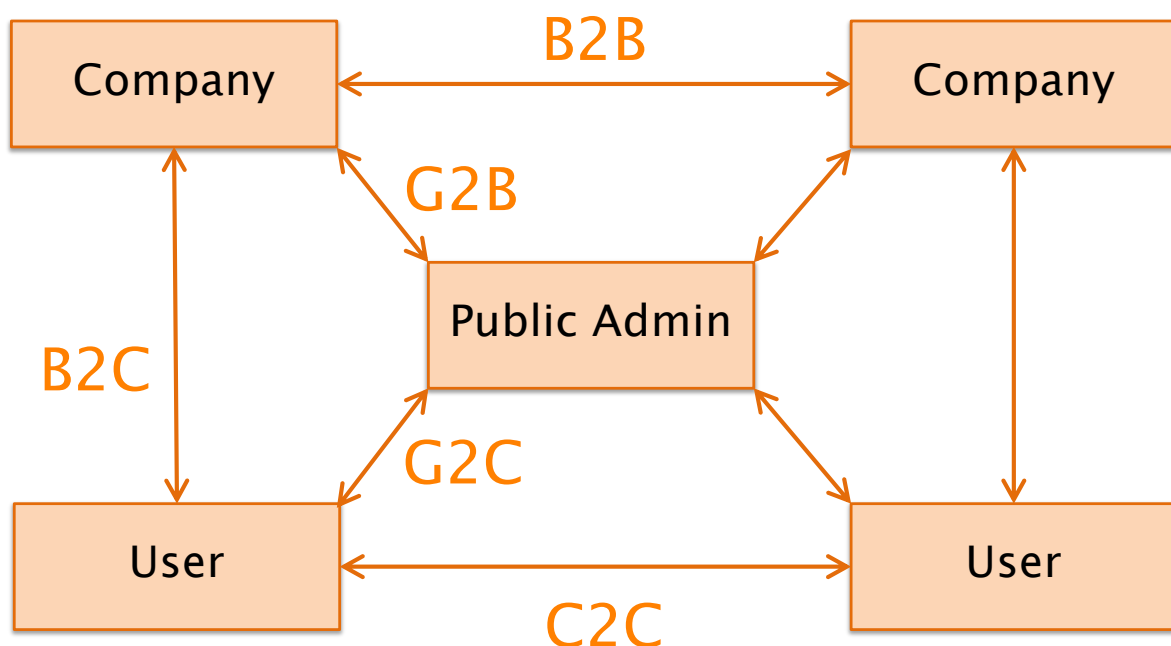 B2B
Company
Company
G2B
Public Admin
B2C
G2C
User
User
C2C